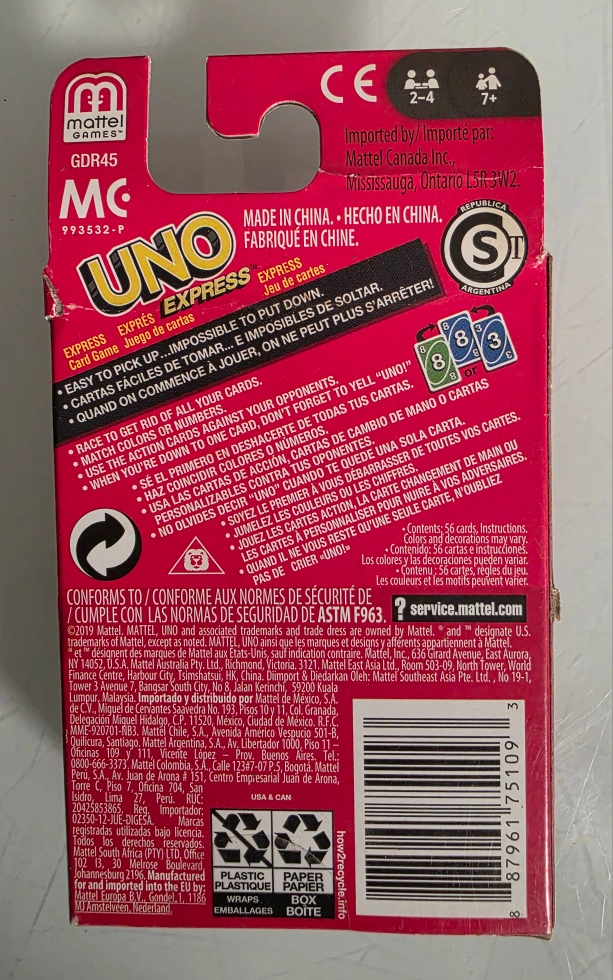 mattel
GAMES™
GDR45
MC
993532-P
CE
2-4
7+
Imported by/ Importé par:
Mattel Canada Inc.,
Mississauga, Ontario L5R 3W2.
MADE IN CHINA. • HECHO EN CHINA.
FABRIQUÉ EN CHINE.
REPUBLICA
S
ARGENTINA
UNO
EXPRESS™
EXPRESS
Card Game
EXPRÉS
Juego de cartas
EXPRESS
Jeu de cartes
• EASY TO PICK UP...IMPOSSIBLE TO PUT DOWN.
• CARTAS FÁCILES DE TOMAR... E IMPOSIBLES DE SOLTAR.
• QUAND ON COMMENCE À JOUER, ON NE PEUT PLUS S'ARRÊTER!
8 8 3
or
• RACE TO GET RID OF ALL YOUR CARDS.
• MATCH COLORS OR NUMBERS.
• USE THE ACTION CARDS AGAINST YOUR OPPONENTS.
• WHEN YOU'RE DOWN TO ONE CARD, DON'T FORGET TO YELL "UNO!"
• SÉ EL PRIMERO EN DESHACERTE DE TODAS TUS CARTAS.
• HAZ COINCIDIR COLORES O NÚMEROS.
• USA LAS CARTAS DE ACCIÓN, CARTAS DE CAMBIO DE MANO O CARTAS
PERSONALIZABLES CONTRA TUS OPONENTES.
• NO OLVIDES DECIR "UNO" CUANDO TE QUEDE UNA SOLA CARTA.
• SOYEZ LE PREMIER À VOUS DÉBARRASSER DE TOUTES VOS CARTES.
• JUMELEZ LES COULEURS OU LES CHIFFRES.
• JOUEZ LES CARTES ACTION, LA CARTE CHANGEMENT DE MAIN OU
LES CARTES À PERSONNALISER POUR NUIRE À VOS ADVERSAIRES.
• QUAND IL NE VOUS RESTE QU'UNE SEULE CARTE, N'OUBLIEZ
PAS DE CRIER «UNO!»
• Contents: 56 cards, Instructions.
Colors and decorations may vary.
• Contenido: 56 cartas e instrucciones.
Los colores y las decoraciones pueden variar.
• Contenu : 56 cartes, règles du jeu.
Les couleurs et les motifs peuvent varier.
CONFORMS TO / CONFORME AUX NORMES DE SÉCURITÉ DE
/ CUMPLE CON LAS NORMAS DE SEGURIDAD DE ASTM F963.
? service.mattel.com
©2019 Mattel. MATTEL, UNO and associated trademarks and trade dress are owned by Mattel. ® and ™ designate U.S.
trademarks of Mattel, except as noted. MATTEL, UNO ainsi que les marques et designs y afférents appartiennent à Mattel.
® et ™ désignent des marques de Mattel aux États-Unis, sauf indication contraire. Mattel, Inc., 636 Girard Avenue, East Aurora,
NY 14052, U.S.A. Mattel Australia Pty. Ltd., Richmond, Victoria. 3121. Mattel East Asia Ltd., Room 503-09, North Tower, World
Finance Centre, Harbour City, Tsimshatsui, HK, China. Diimport & Diedarkan Oleh: Mattel Southeast Asia Pte. Ltd. , No 19-1,
Tower 3 Avenue 7, Bangsar South City, No 8, Jalan Kerinchi, 59200 Kuala
Lumpur, Malaysia. Importado y distribuido por Mattel de México, S.A.
de C.V., Miguel de Cervantes Saavedra No. 193, Pisos 10 y 11, Col. Granada,
Delegación Miguel Hidalgo, C.P. 11520, México, Ciudad de México. R.F.C.
MME-920701-NB3. Mattel Chile, S.A., Avenida Américo Vespucio 501-B,
Quilicura, Santiago. Mattel Argentina, S.A., Av. Libertador 1000, Piso 11 –
Oficinas 109 y 111, Vicente López – Prov. Buenos Aires. Tel.:
0800-666-3373. Mattel Colombia, S.A., Calle 123#7-07 P.5, Bogotá. Mattel
Perú, S.A., Av. Juan de Arona # 151, Centro Empresarial Juan de Arona,
Torre C, Piso 7, Oficina 704, San
Isidro, Lima 27, Perú. RUC:
20425853865. Reg. Importador:
02350-12-JUE-DIGESA. Marcas
registradas utilizadas bajo licencia.
Todos los derechos reservados.
Mattel South Africa (PTY) LTD, Office
102 I3, 30 Melrose Boulevard,
Johannesburg 2196. Manufactured
for and imported into the EU by:
Mattel Europa B.V., Gondel 1, 1186
MJ Amstelveen, Nederland.
USA & CAN
PLASTIC
PLASTIQUE
WRAPS
EMBALLAGES
PAPER
PAPIER
BOX
BOÎTE
how2recycle.info
8 87961 75109 3